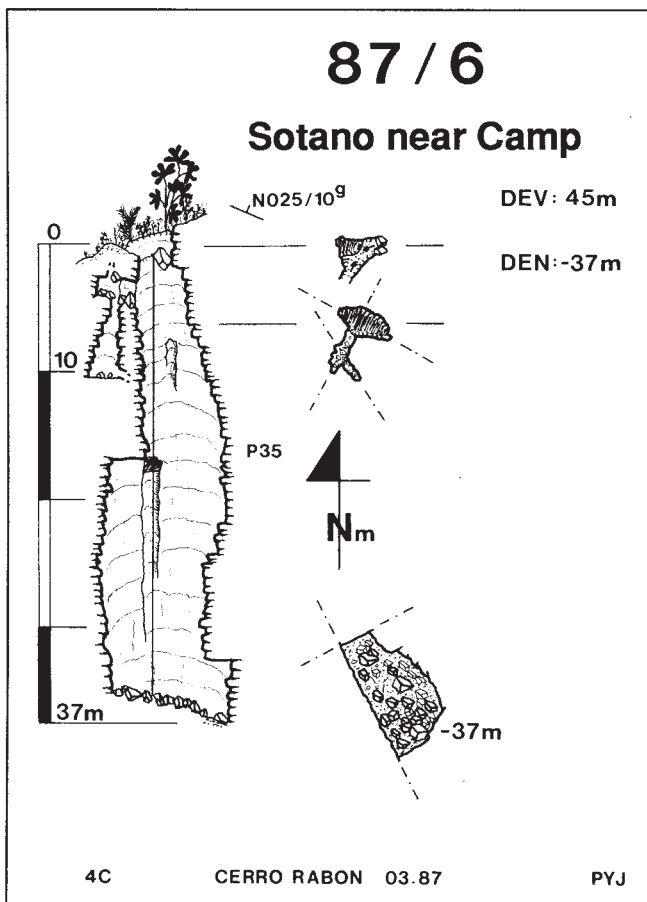 87/6
Sotano near Camp
N025/10g
DEV: 45m
0
DEN:-37m
10
P35
Nm
37m
-37m
4C CERRO RABON 03.87 PYJ